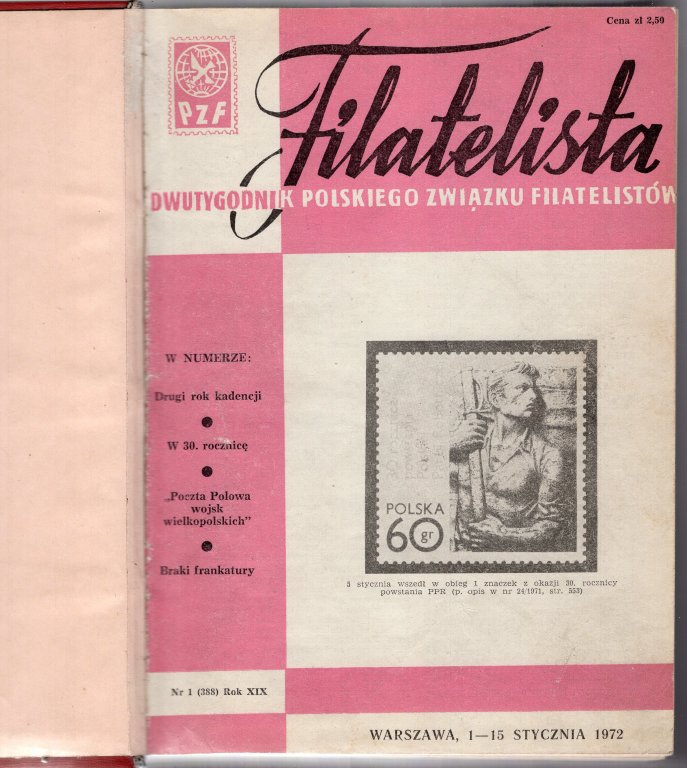 Cena zł 2,50
PZF
Filatelista
DWUTYGODNIK POLSKIEGO ZWIĄZKU FILATELISTÓW
W NUMERZE:
Drugi rok kadencji
W 30. rocznicę
„Poczta Polowa
wojsk
wielkopolskich"
Braki frankatury
POLSKA
60 gr
5 stycznia wszedł w obieg 1 znaczek z okazji 30. rocznicy
powstania PPR (p. opis w nr 24/1971, str. 553)
Nr 1 (388) Rok XIX
WARSZAWA, 1—15 STYCZNIA 1972